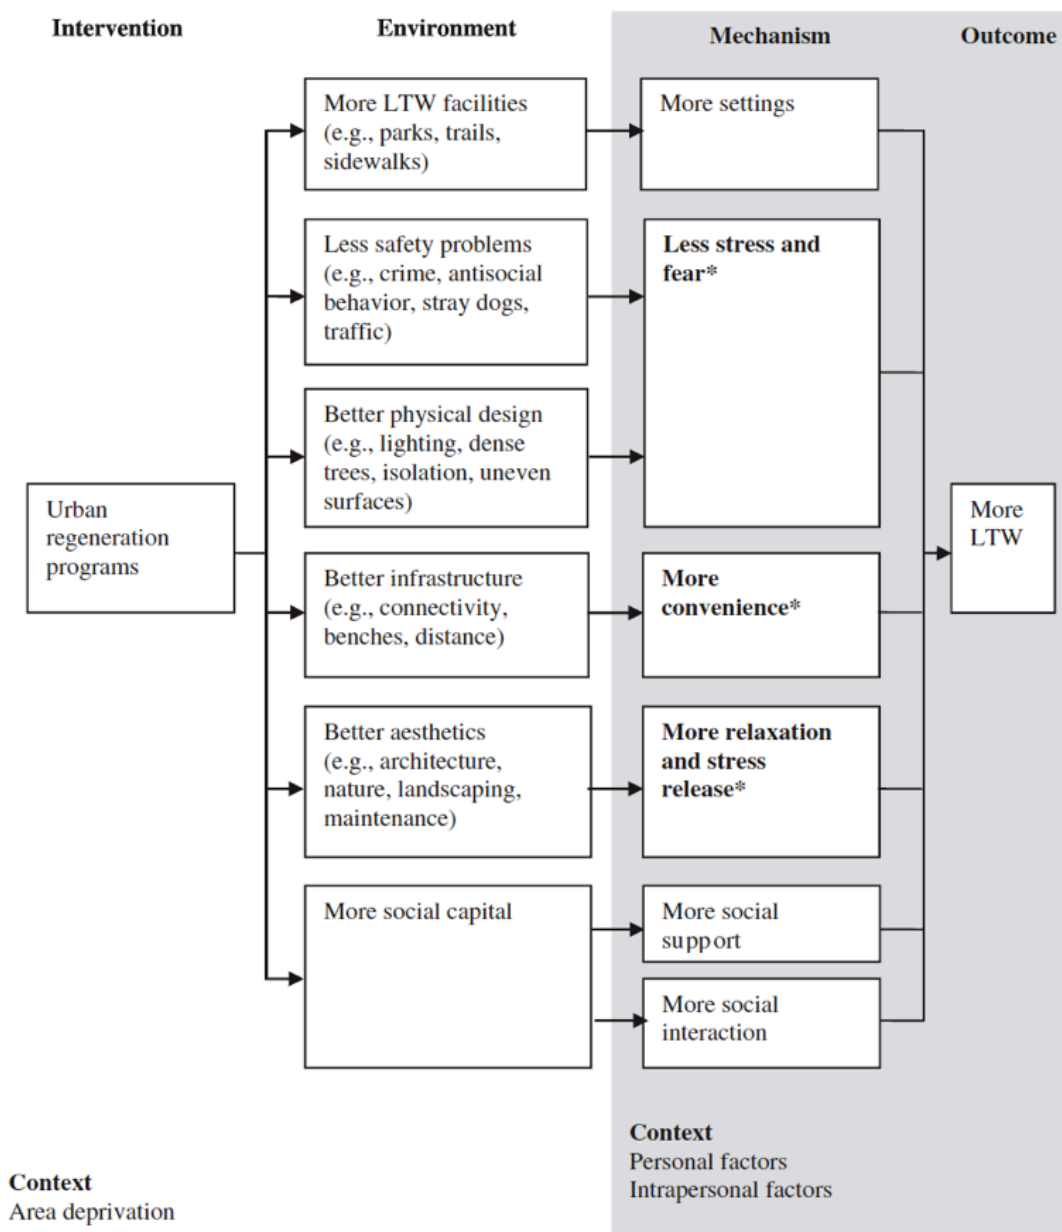 Intervention
Environment
Mechanism
Outcome
More LTW facilities
(e.g., parks, trails,
sidewalks)
More settings
Less safety problems
(e.g., crime, antisocial
behavior, stray dogs,
traffic)
Less stress and
fear*
Better physical design
(e.g., lighting, dense
trees, isolation, uneven
surfaces)
Urban
regeneration
programs
More
LTW
Better infrastructure
(e.g., connectivity,
benches, distance)
More
convenience*
Better aesthetics
(e.g., architecture,
nature, landscaping,
maintenance)
More relaxation
and stress
release*
More social capital
More social
support
More social
interaction
Context
Personal factors
Intrapersonal factors
Context
Area deprivation